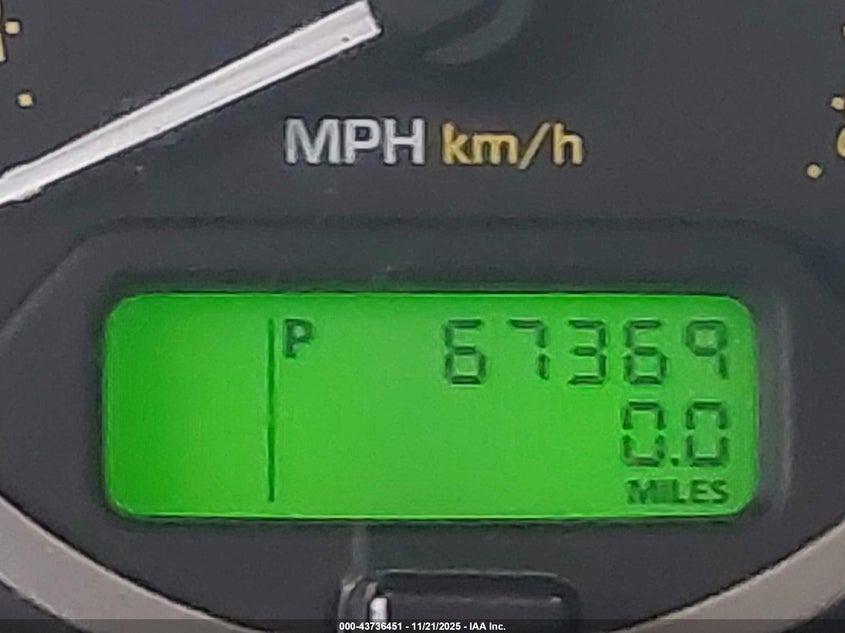 MPH km/h
P 67369
0.0
MILES
000-43736451 - 11/21/2025 - IAA Inc.